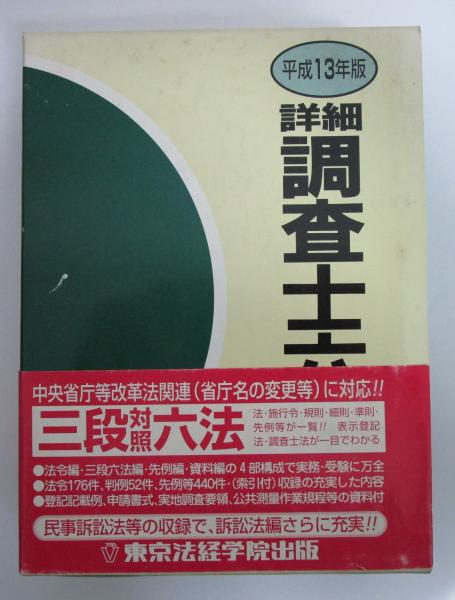 平成13年版
詳細
調査士
中央省庁等改革法関連(省庁名の変更等)に対応!!
三段対照六法
法・施行令・規則・細則・準則・
先例等が一覧!! 表示登記
法・調査士法が一目でわかる
●法令編・三段六法編・先例編・資料編の4部構成で実務・受験に万全
●法令176件、判例52件、先例等440件・(索引付)収録の充実した内容
●登記記載例、申請書式、実地調査要領、公共測量作業規程等の資料付
民事訴訟法等の収録で、訴訟法編さらに充実!!
東京法経学院出版